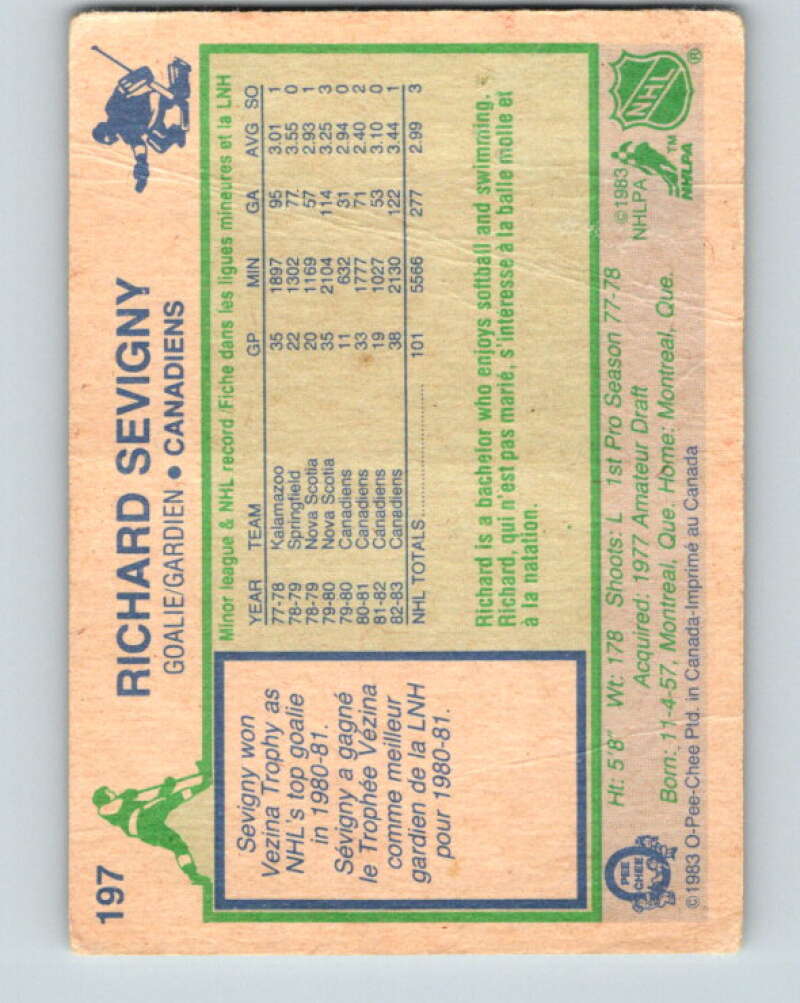 197
RICHARD SEVIGNY
GOALIE/GARDIEN • CANADIENS
Sevigny won
Vezina Trophy as
NHL's top goalie
in 1980-81.
Sévigny a gagné
le Trophée Vézina
comme meilleur
gardien de la LNH
pour 1980-81.
Minor league & NHL record/Fiche dans les ligues mineures et la LNH
YEAR TEAM GP MIN GA AVG SO
77-78 Kalamazoo 35 1897 95 3.01 1
78-79 Springfield 22 1302 77 3.55 0
78-79 Nova Scotia 20 1169 57 2.93 1
79-80 Nova Scotia 35 2104 114 3.25 3
79-80 Canadiens 11 632 31 2.94 0
80-81 Canadiens 33 1777 71 2.40 2
81-82 Canadiens 19 1027 53 3.10 0
82-83 Canadiens 38 2130 122 3.44 1
NHL TOTALS 101 5566 277 2.99 3
Richard is a bachelor who enjoys softball and swimming.
Richard, qui n'est pas marié, s'intéresse à la balle molle et
à la natation.
Ht: 5'8" Wt: 178 Shoots: L 1st Pro Season 77-78
Acquired: 1977 Amateur Draft
Born: 11-4-57, Montreal, Que. Home: Montreal, Que.
©1983 O-Pee-Chee Ptd. in Canada-Imprimé au Canada
O
PEE
CHEE
©1983
NHLPA
NHLPA
TM
NHL
®